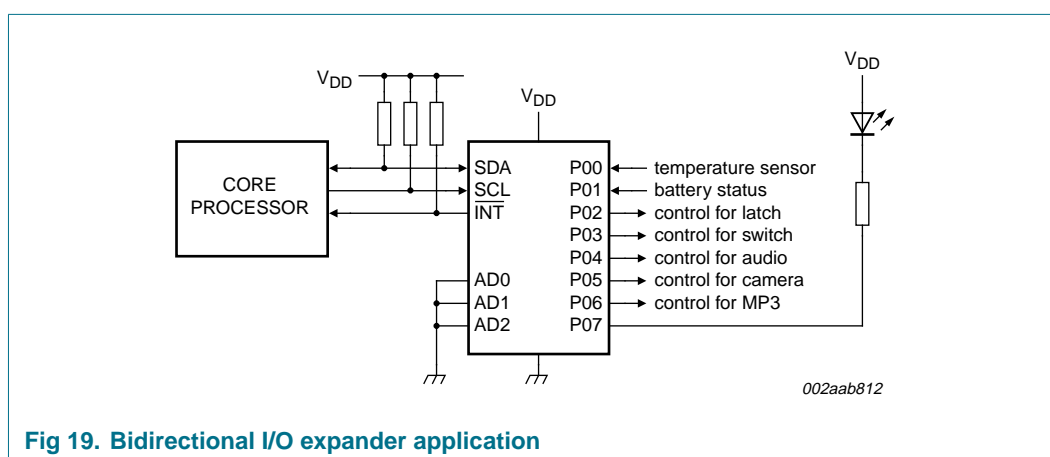 VDD
VDD
VDD
CORE
PROCESSOR
SDA
SCL
INT
AD0
AD1
AD2
P00
P01
P02
P03
P04
P05
P06
P07
temperature sensor
battery status
control for latch
control for switch
control for audio
control for camera
control for MP3
002aab812
Fig 19. Bidirectional I/O expander application